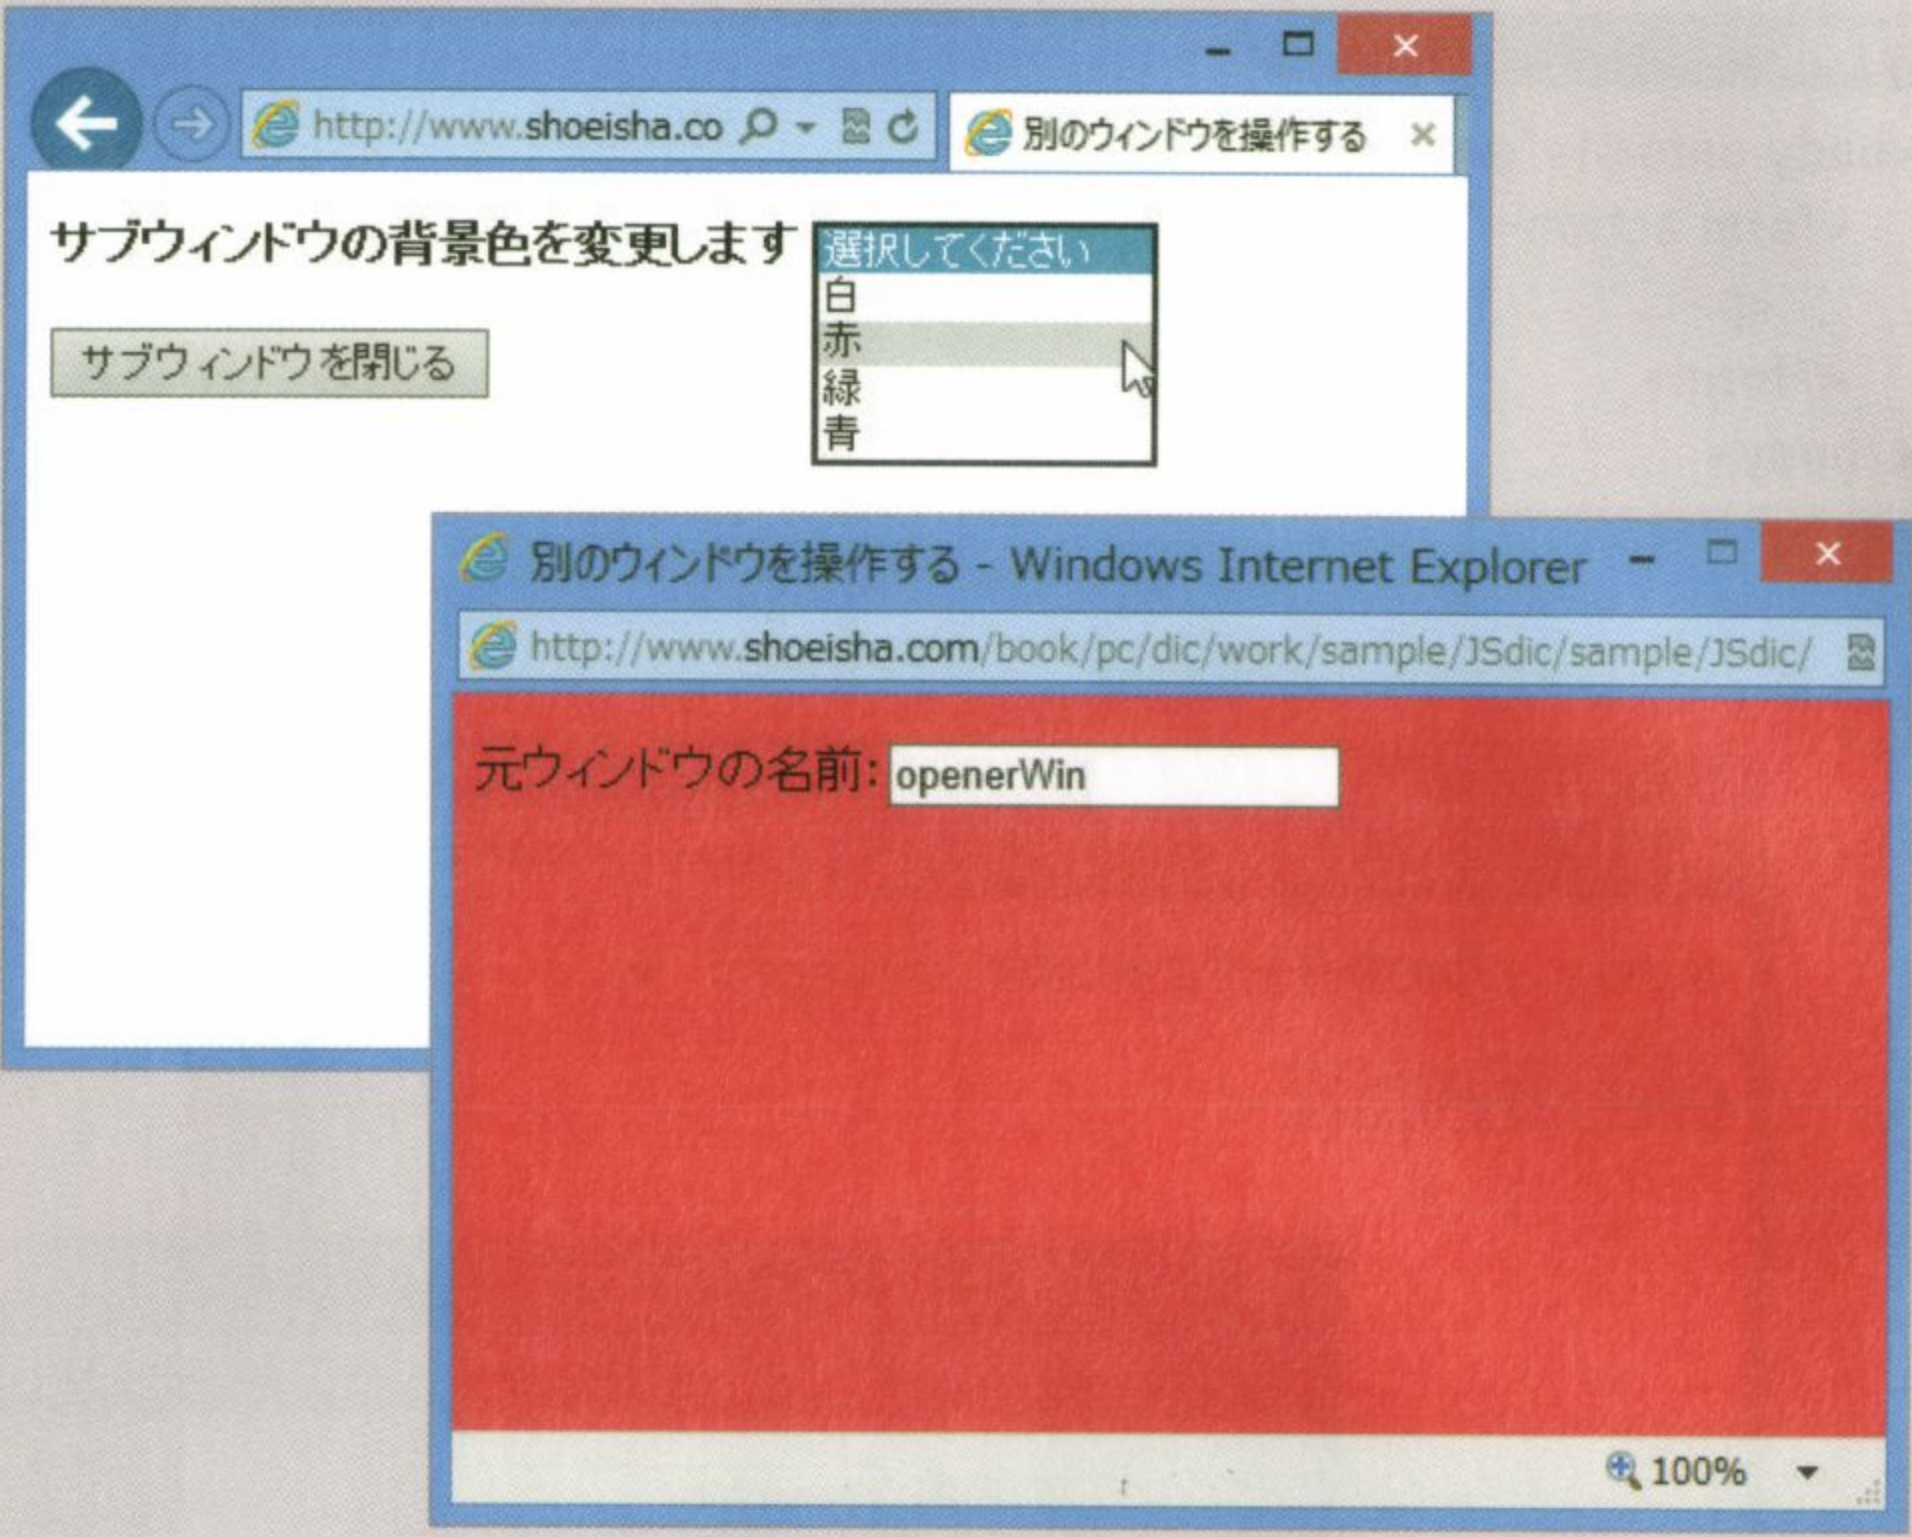 http://www.shoeisha.co
別のウィンドウを操作する
サブウィンドウの背景色を変更します
選択してください
白
赤
緑
青
サブウィンドウを閉じる
別のウィンドウを操作する - Windows Internet Explorer
http://www.shoeisha.com/book/pc/dic/work/sample/JSdic/sample/JSdic/
元ウィンドウの名前: openerWin
100%